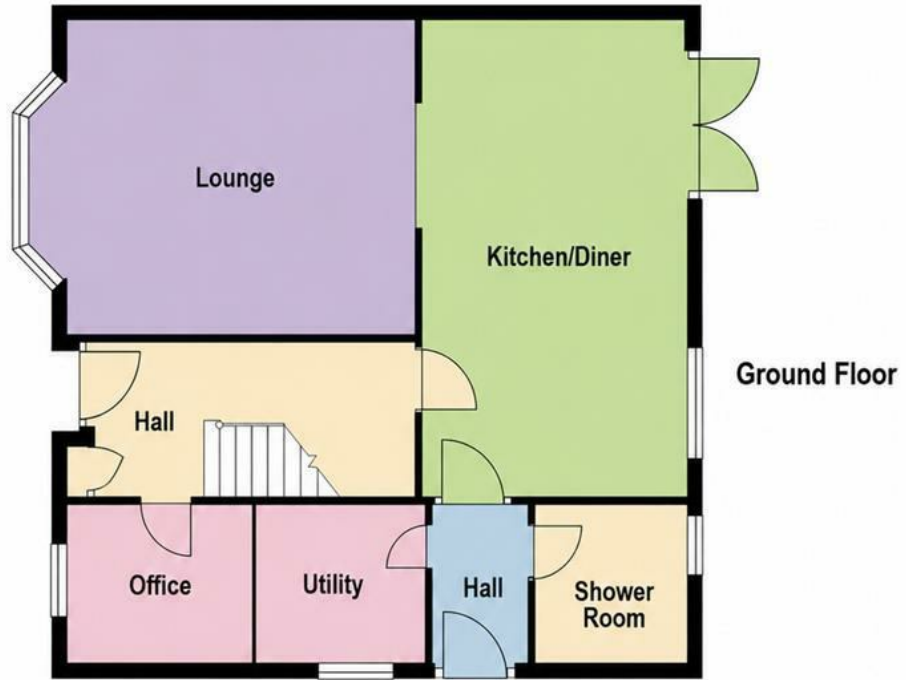 Lounge
Kitchen/Diner
Ground Floor
Hall
Office
Utility
Hall
Shower
Room